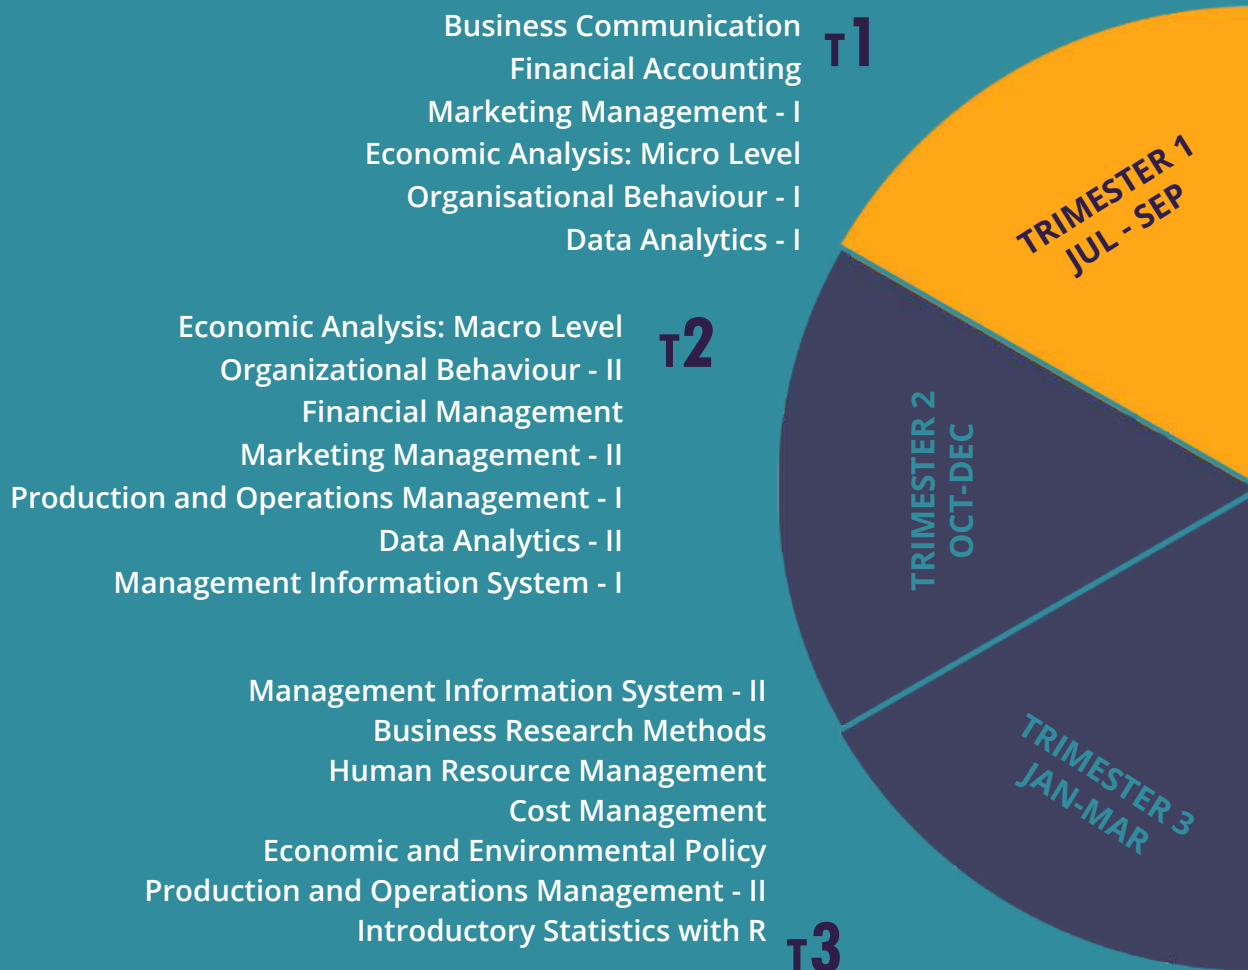 Business Communication
Financial Accounting
Marketing Management - I
Economic Analysis: Micro Level
Organisational Behaviour - I
Data Analytics - I
T1
TRIMESTER 1
JUL - SEP
Economic Analysis: Macro Level
Organizational Behaviour - II
Financial Management
Marketing Management - II
Production and Operations Management - I
Data Analytics - II
Management Information System - I
T2
TRIMESTER 2
OCT-DEC
Management Information System - II
Business Research Methods
Human Resource Management
Cost Management
Economic and Environmental Policy
Production and Operations Management - II
Introductory Statistics with R
T3
TRIMESTER 3
JAN-MAR